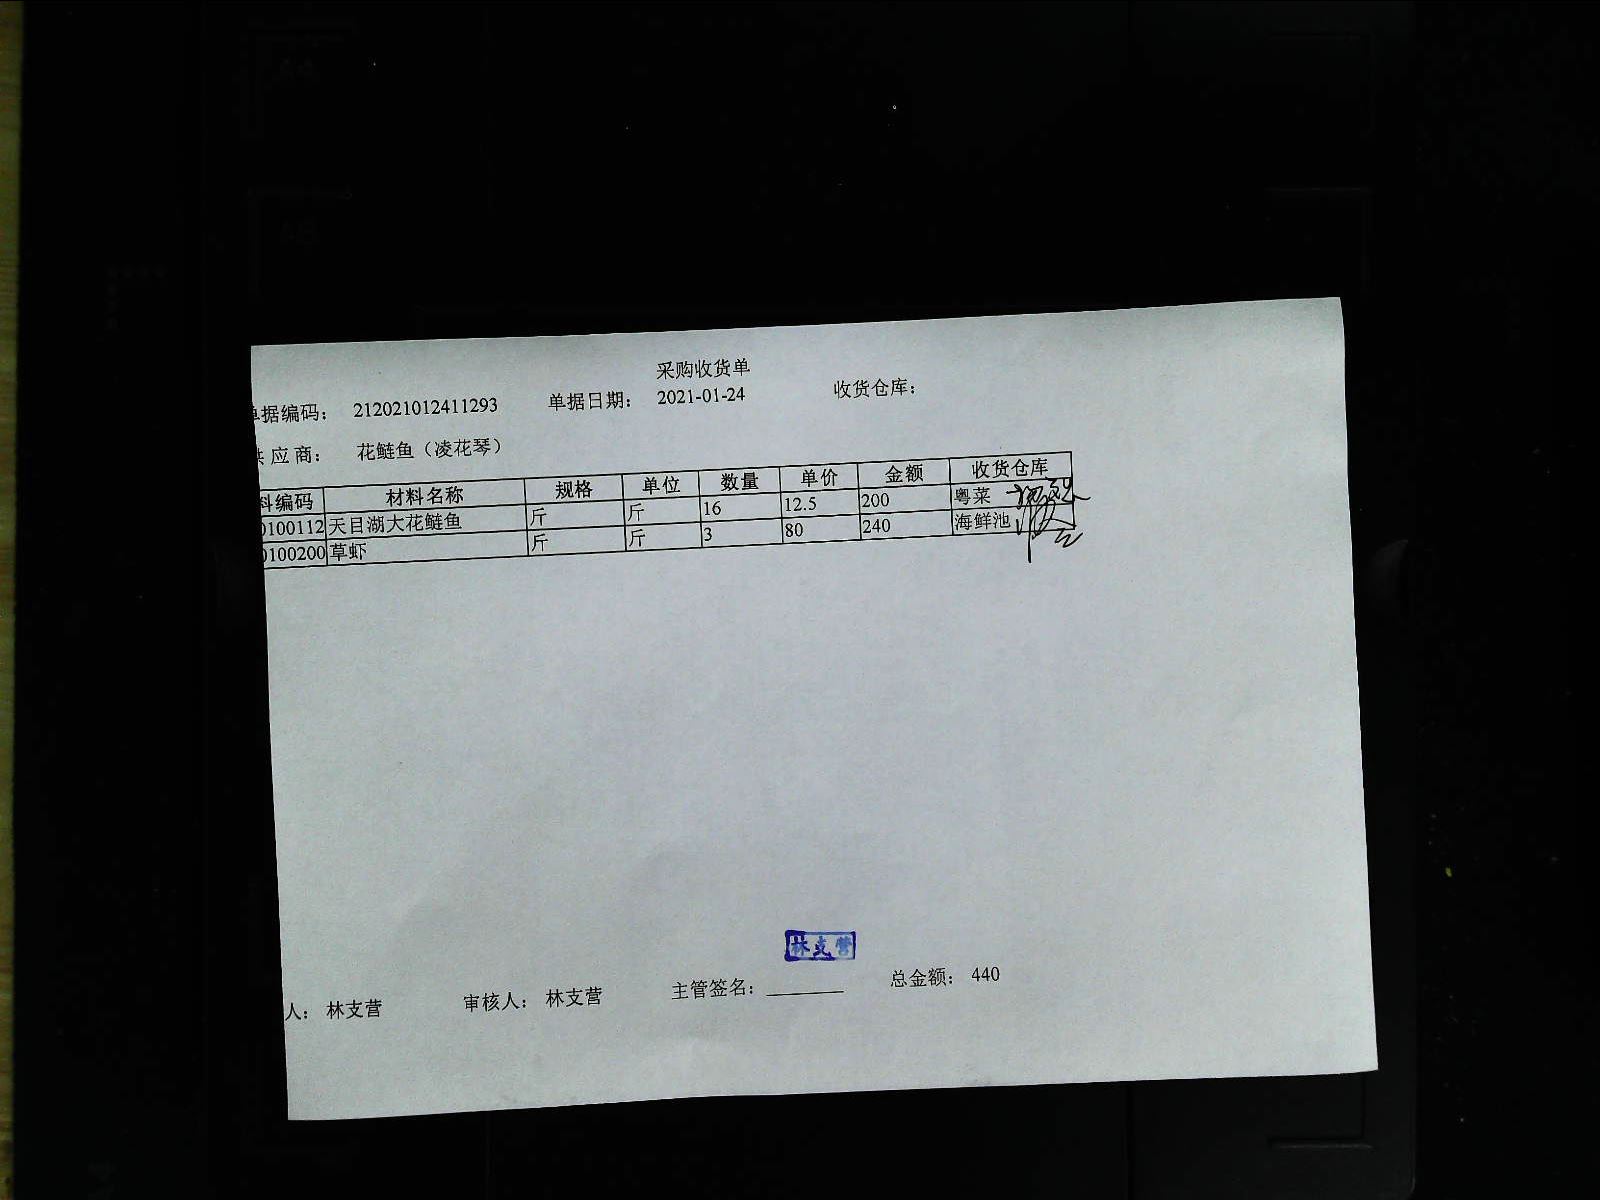 采购收货单
单据编码： 212021012411293 单据日期： 2021-01-24 收货仓库：
供应商： 花鲢鱼（凌花琴）
料编码 材料名称 规格 单位 数量 单价 金额 收货仓库
0100112 天目湖大花鲢鱼 斤 斤 16 12.5 200 粤菜
0100200 草虾 斤 斤 3 80 240 海鲜池
林支营
人： 林支营 审核人： 林支营 主管签名： 总金额： 440